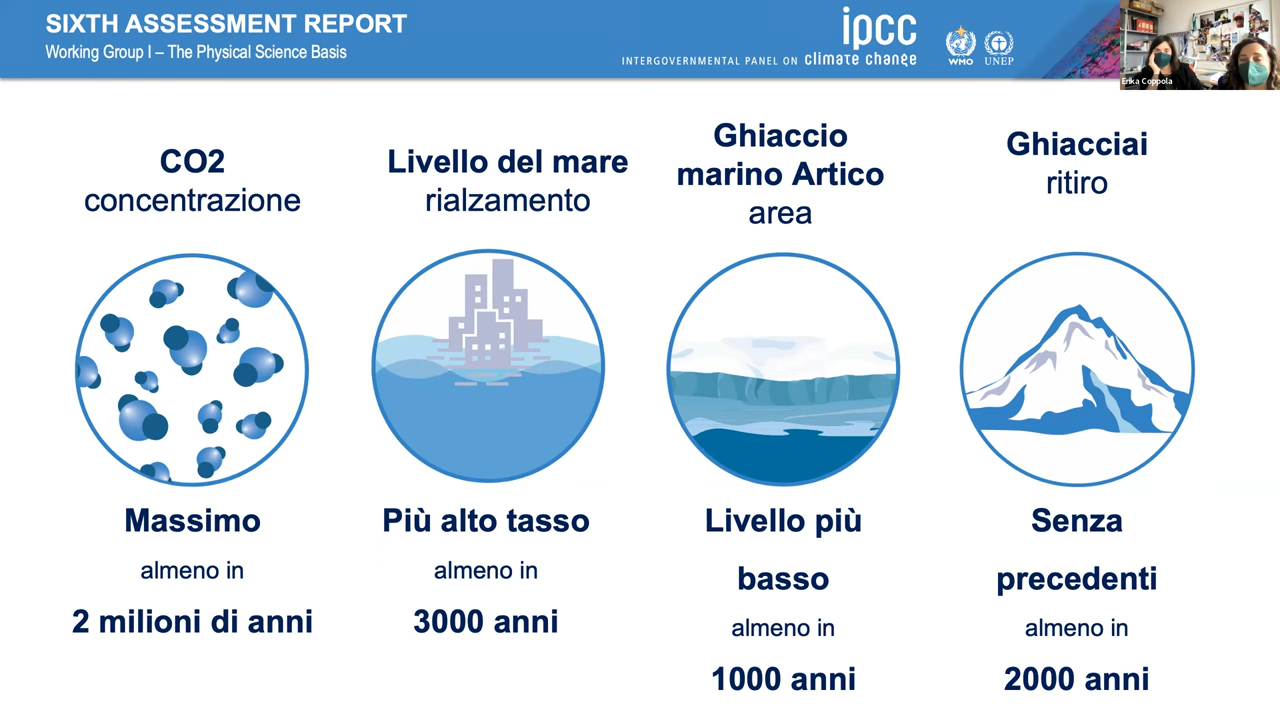 SIXTH ASSESSMENT REPORT
Working Group I – The Physical Science Basis
ipcc
INTERGOVERNMENTAL PANEL ON climate change
WMO
UNEP
Erika Coppola
CO2
concentrazione
Livello del mare
rialzamento
Ghiaccio
marino Artico
area
Ghiacciai
ritiro
Massimo
almeno in
2 milioni di anni
Più alto tasso
almeno in
3000 anni
Livello più
basso
almeno in
1000 anni
Senza
precedenti
almeno in
2000 anni